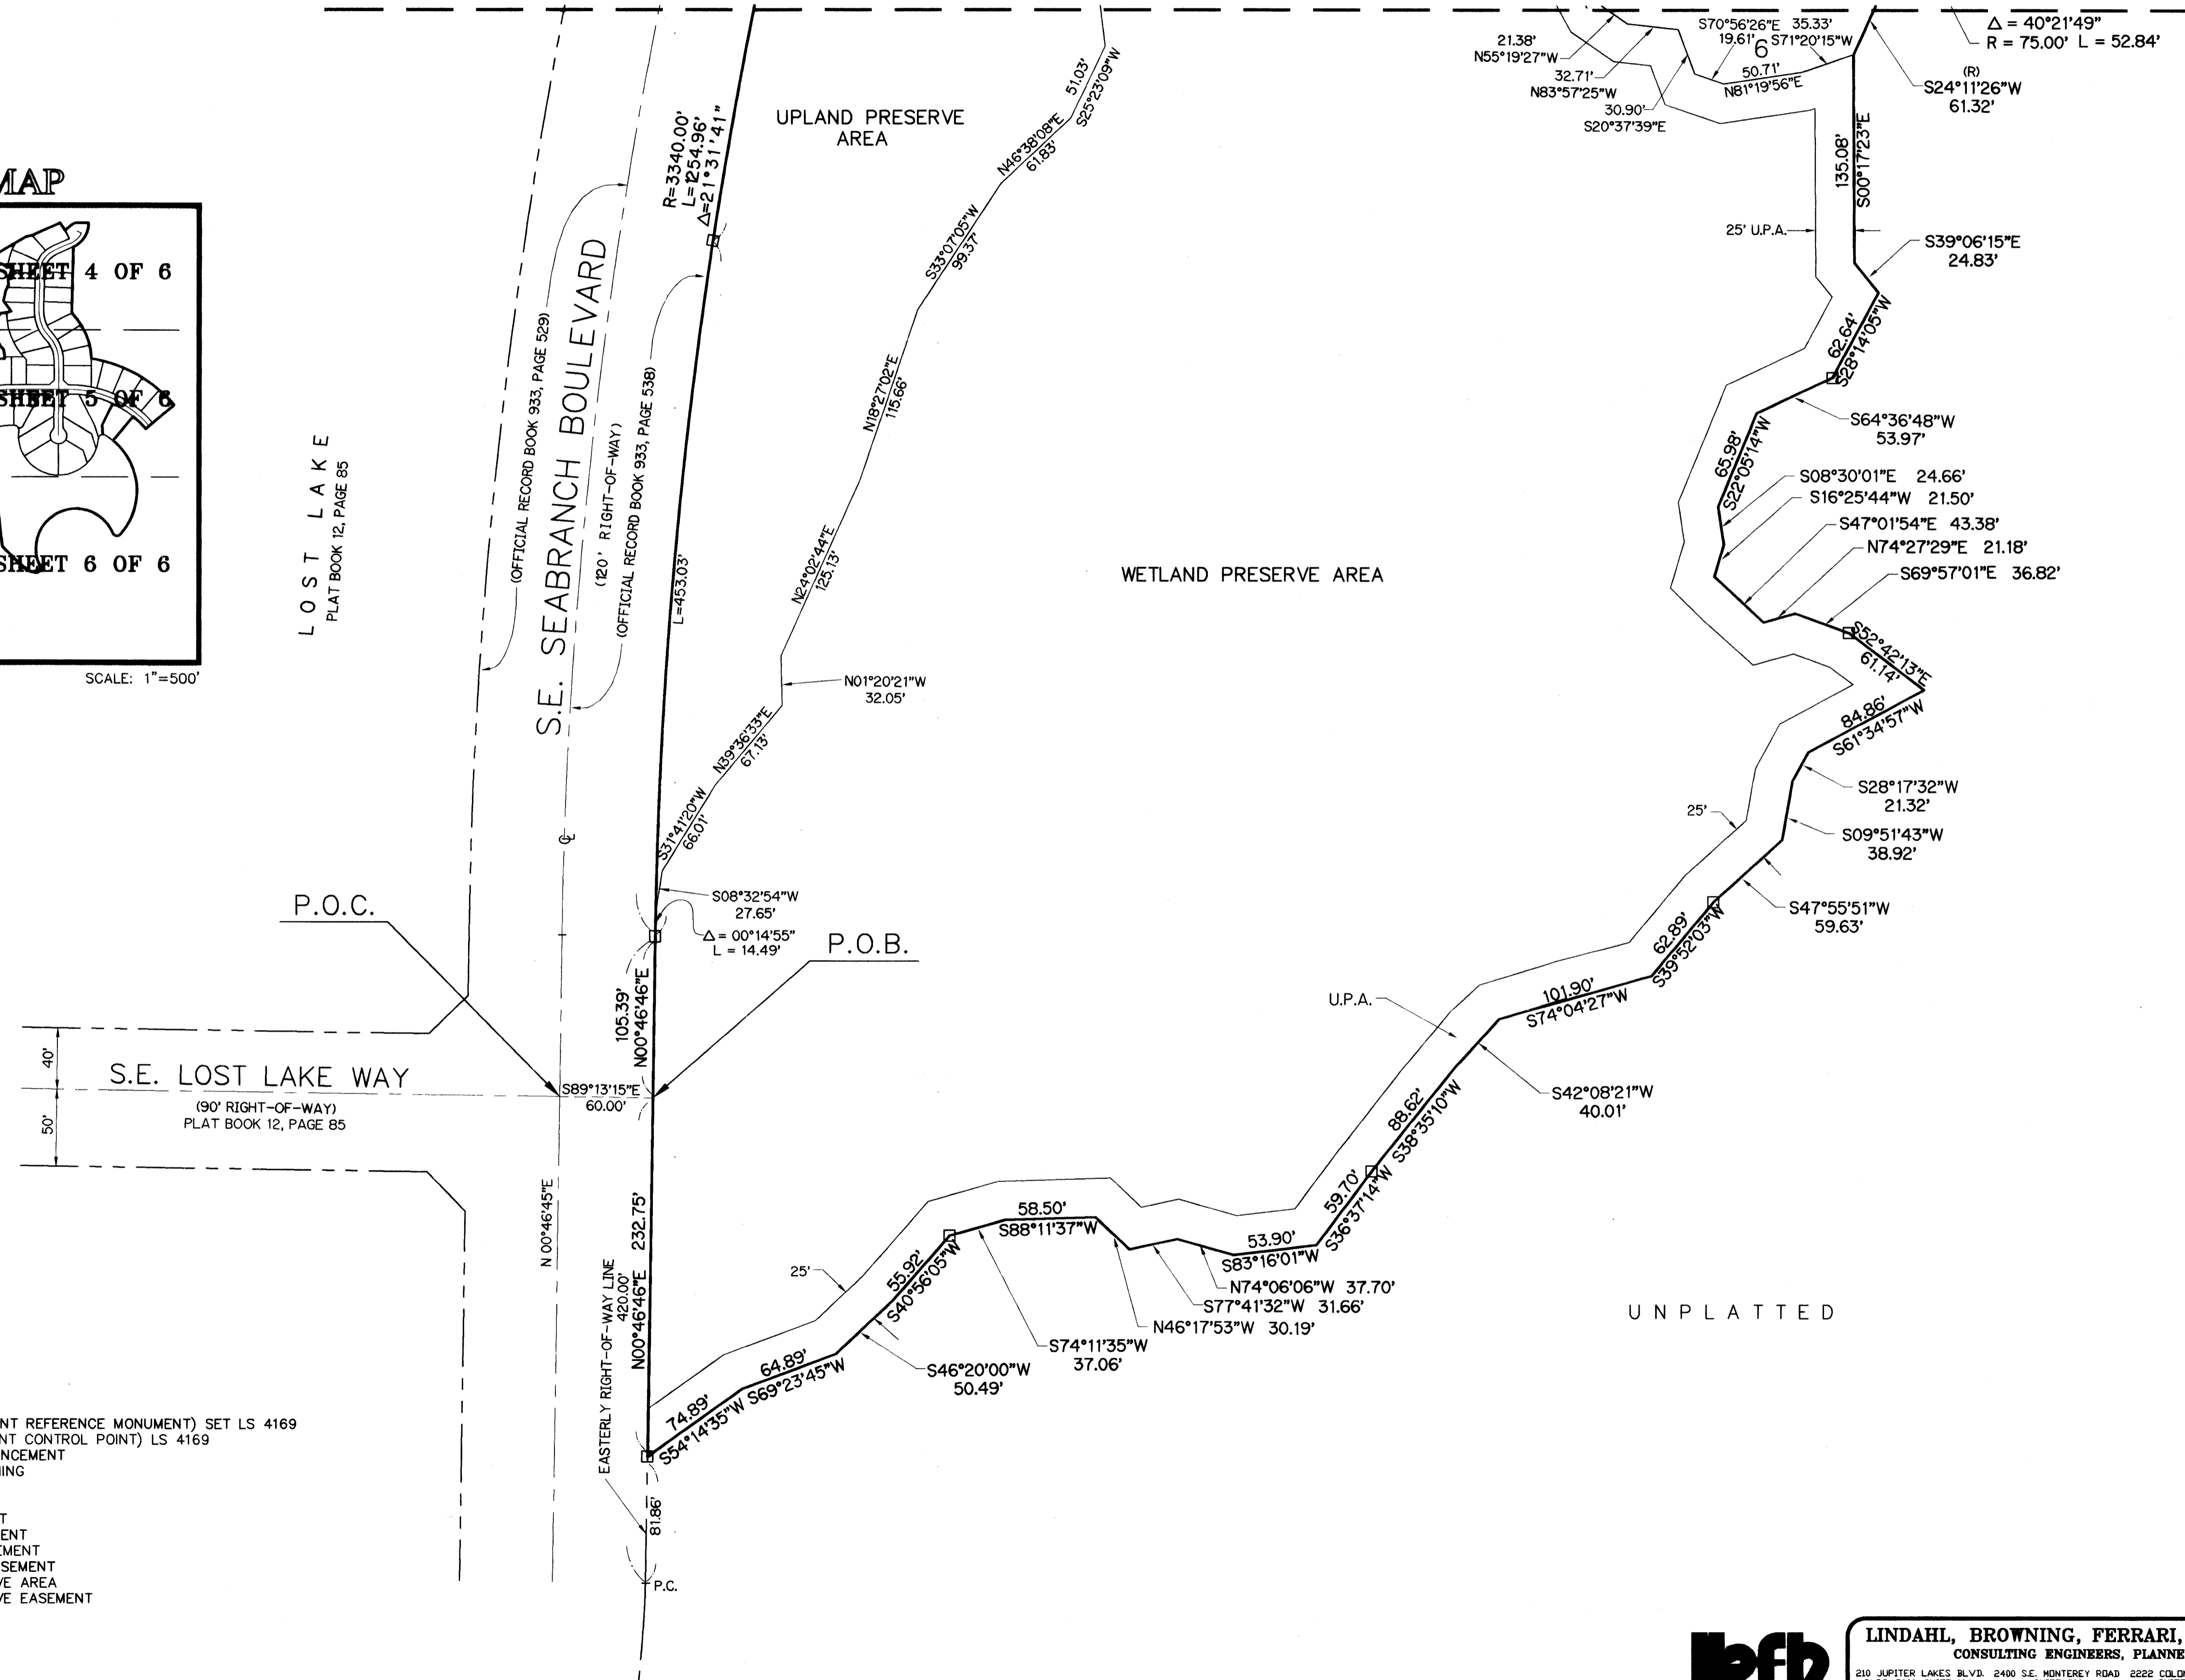 MAP
SHEET 4 OF 6
SHEET 5 OF 6
SHEET 6 OF 6
SCALE: 1"=500'
LOST LAKE
PLAT BOOK 12, PAGE 85
(OFFICIAL RECORD BOOK 933, PAGE 529)
S.E. SEABRANCH BOULEVARD
(120' RIGHT-OF-WAY)
(OFFICIAL RECORD BOOK 933, PAGE 538)
R=3340.00'
L=1254.96'
Δ=21°31'41"
L=453.03'
UPLAND PRESERVE
AREA
51.03'
S25°23'09"W
N46°38'08"E
61.83'
S33°07'05"W
99.37'
N18°27'02"E
115.66'
N24°02'44"E
125.13'
N01°20'21"W
32.05'
N39°36'33"E
67.13'
S31°41'20"W
66.01'
S08°32'54"W
27.65'
Δ= 00°14'55"
L = 14.49'
WETLAND PRESERVE AREA
21.38'
N55°19'27"W
32.71'
N83°57'25"W
30.90'
S20°37'39"E
S70°56'26"E
19.61'
6
35.33'
S71°20'15"W
50.71'
N81°19'56"E
Δ = 40°21'49"
R = 75.00' L = 52.84'
(R)
S24°11'26"W
61.32'
135.08'
S00°17'23"E
25' U.P.A.
S39°06'15"E
24.83'
62.64'
S28°14'05"W
S64°36'48"W
53.97'
65.98'
S22°05'14"W
S08°30'01"E 24.66'
S16°25'44"W 21.50'
S47°01'54"E 43.38'
N74°27'29"E 21.18'
S69°57'01"E 36.82'
S52°42'13"E
61.14'
84.86'
S61°34'57"W
S28°17'32"W
21.32'
25'
S09°51'43"W
38.92'
S47°55'51"W
59.63'
62.89'
S39°52'03"W
101.90'
S74°04'27"W
U.P.A.
S42°08'21"W
40.01'
88.62'
S38°35'10"W
59.70'
S36°37'14"W
53.90'
S83°16'01"W
N74°06'06"W 37.70'
S77°41'32"W 31.66'
N46°17'53"W 30.19'
58.50'
S88°11'37"W
S74°11'35"W
37.06'
55.92'
S40°56'05"W
25'
S46°20'00"W
50.49'
64.89'
S69°23'45"W
74.89'
S54°14'35"W
UNPLATTED
P.O.C.
P.O.B.
105.39'
N00°46'46"E
S89°13'15"E
60.00'
40'
50'
S.E. LOST LAKE WAY
(90' RIGHT-OF-WAY)
PLAT BOOK 12, PAGE 85
N 00°46'45"E
232.75'
N00°46'46"E
EASTERLY RIGHT-OF-WAY LINE
420.00'
81.86'
P.C.
NT REFERENCE MONUMENT) SET LS 4169
NT CONTROL POINT) LS 4169
NCEMENT
NING
T
ENT
EMENT
SEMENT
VE AREA
VE EASEMENT
LINDAHL, BROWNING, FERRARI,
CONSULTING ENGINEERS, PLANNE
210 JUPITER LAKES BLVD. 2400 S.E. MONTEREY ROAD 2222 COLO